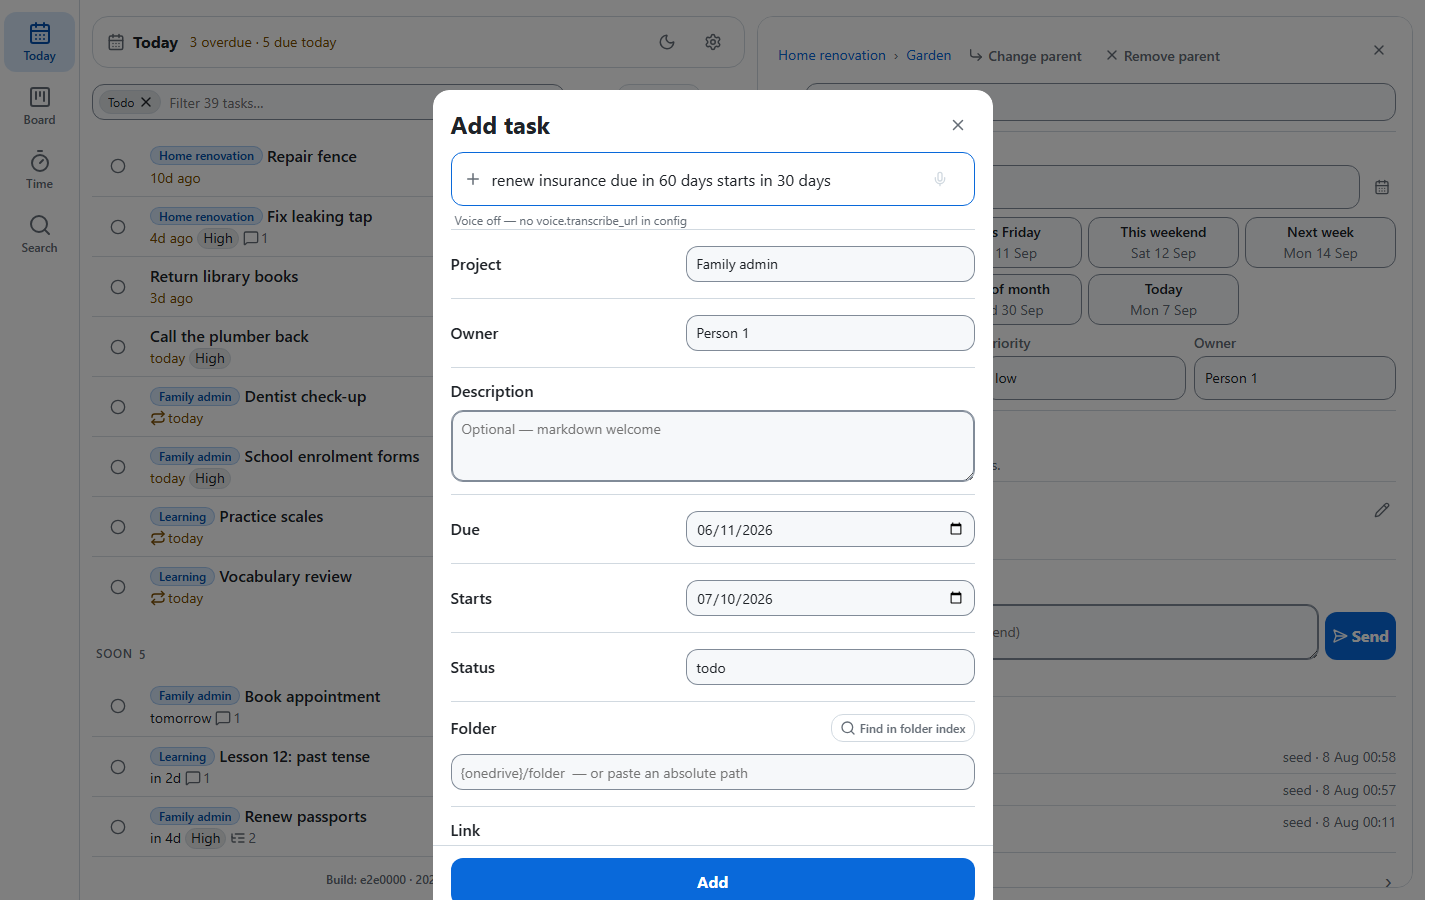 Today
Board
Time
Search
Today 3 overdue · 5 due today
Todo
Filter 39 tasks...
Home renovation Repair fence
10d ago
Home renovation Fix leaking tap
4d ago High 1
Return library books
3d ago
Call the plumber back
today High
Family admin Dentist check-up
today
Family admin School enrolment forms
today High
Learning Practice scales
today
Learning Vocabulary review
today
SOON 5
Family admin Book appointment
tomorrow 1
Learning Lesson 12: past tense
in 2d 1
Family admin Renew passports
in 4d High 2
Build: e2e0000 · 202
Add task
renew insurance due in 60 days starts in 30 days
Voice off — no voice.transcribe_url in config
Project
Family admin
Owner
Person 1
Description
Optional — markdown welcome
Due
06/11/2026
Starts
07/10/2026
Status
todo
Folder
Find in folder index
{onedrive}/folder — or paste an absolute path
Link
Add
Home renovation › Garden Change parent Remove parent
s Friday
11 Sep
This weekend
Sat 12 Sep
Next week
Mon 14 Sep
of month
30 Sep
Today
Mon 7 Sep
riority
low
Owner
Person 1
s.
end)
Send
seed · 8 Aug 00:58
seed · 8 Aug 00:57
seed · 8 Aug 00:11